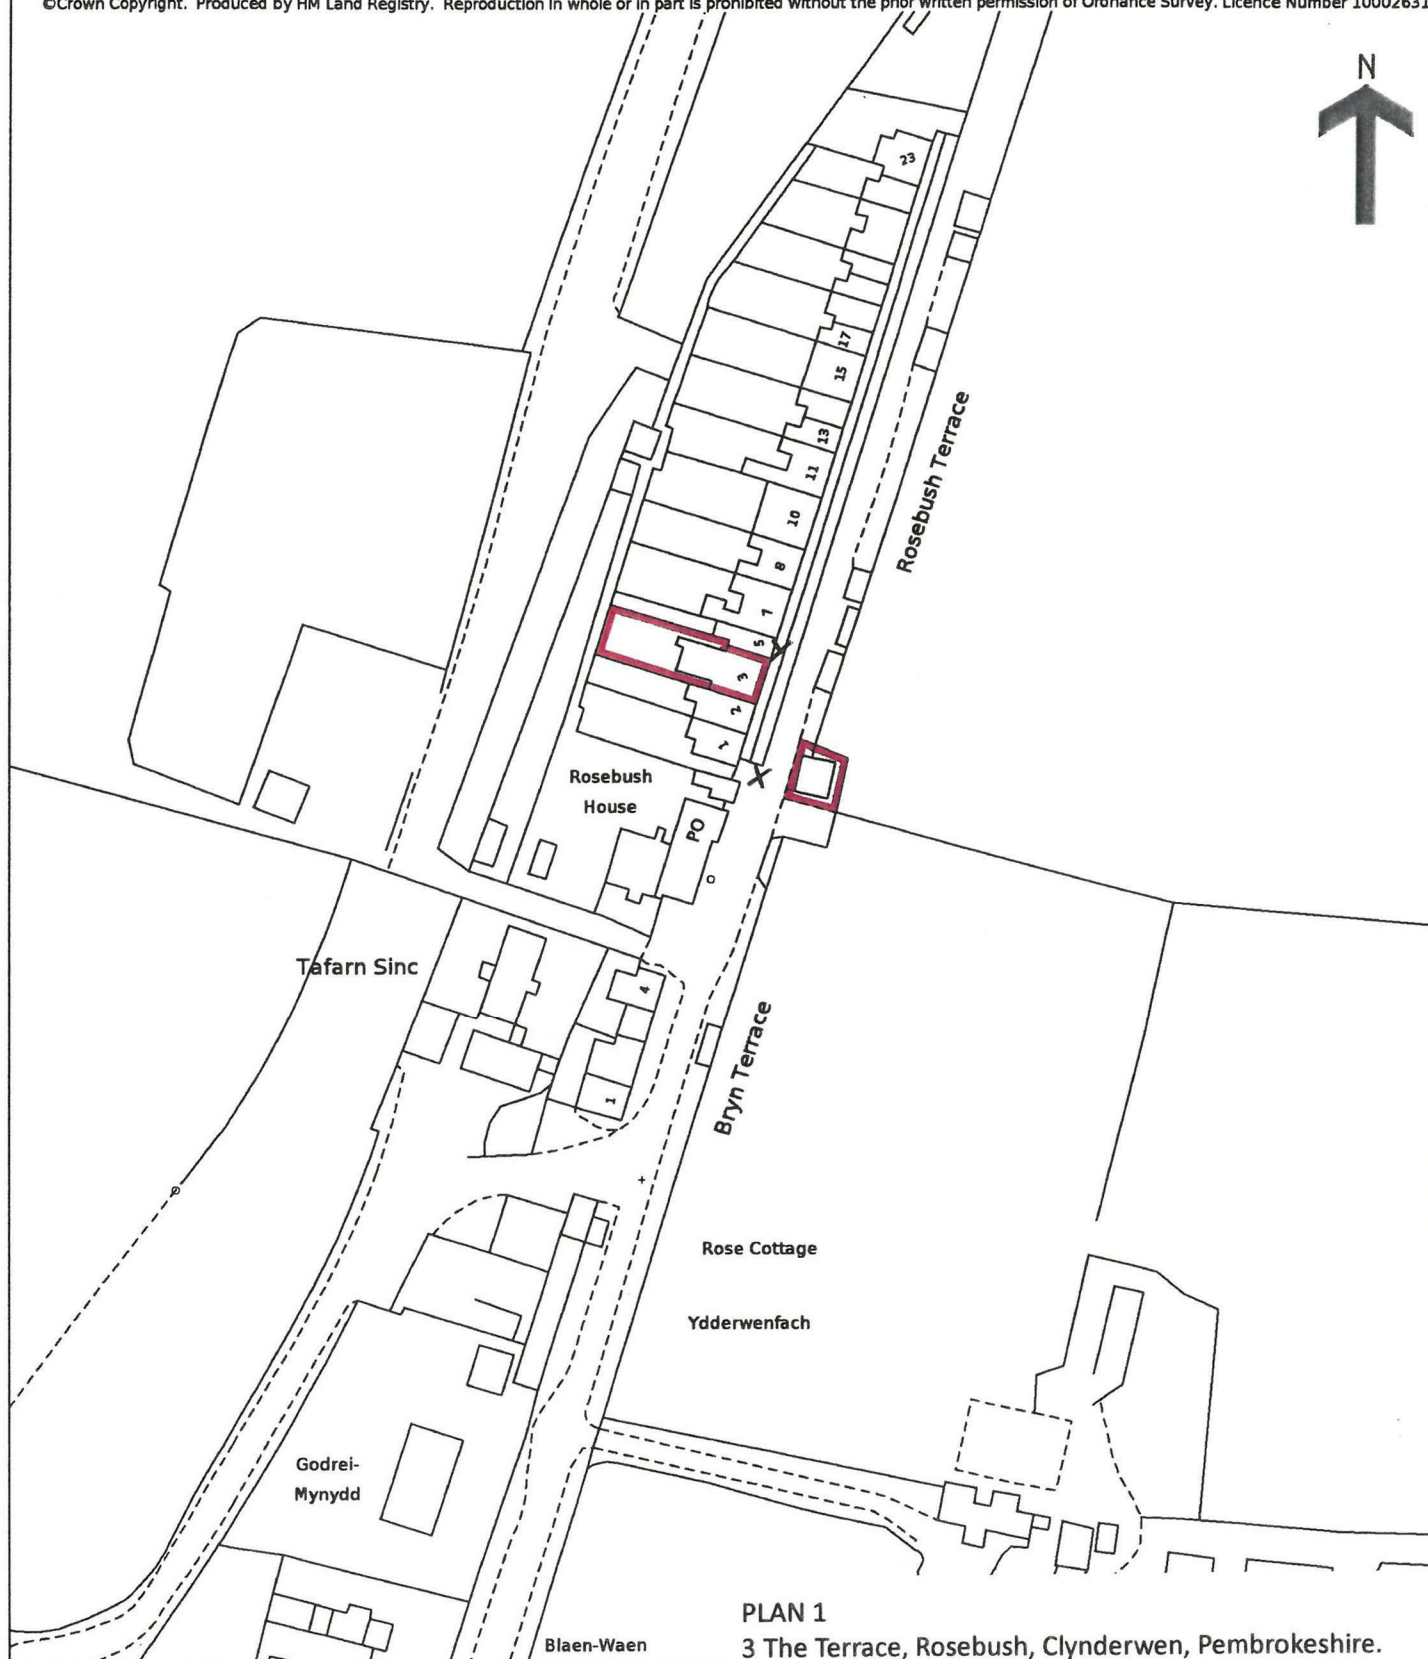 ©Crown Copyright. Produced by HM Land Registry. Reproduction in whole or in part is prohibited without the prior written permission of Ordnance Survey. Licence Number 10002631
N
23
17
15
Rosebush Terrace
13
11
10
8
7
5
Y
3
2
1
X
Rosebush
House
PO
Tafarn Sinc
4
Bryn Terrace
1
Rose Cottage
Ydderwenfach
Godrei-
Mynydd
PLAN 1
Blaen-Waen
3 The Terrace, Rosebush, Clynderwen, Pembrokeshire.